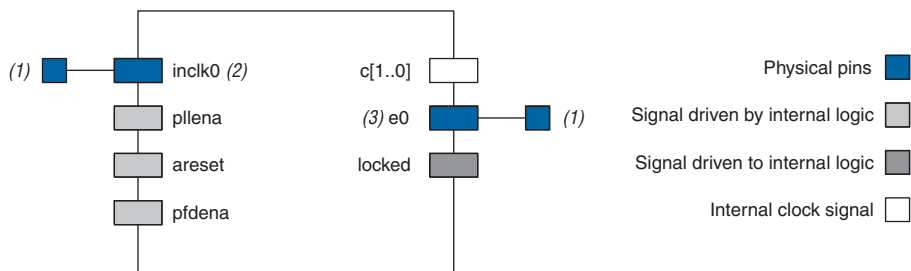 (1) inclk0 (2) c[1..0] Physical pins
pllena (3) e0 (1) Signal driven by internal logic
areset locked Signal driven to internal logic
pfdena Internal clock signal